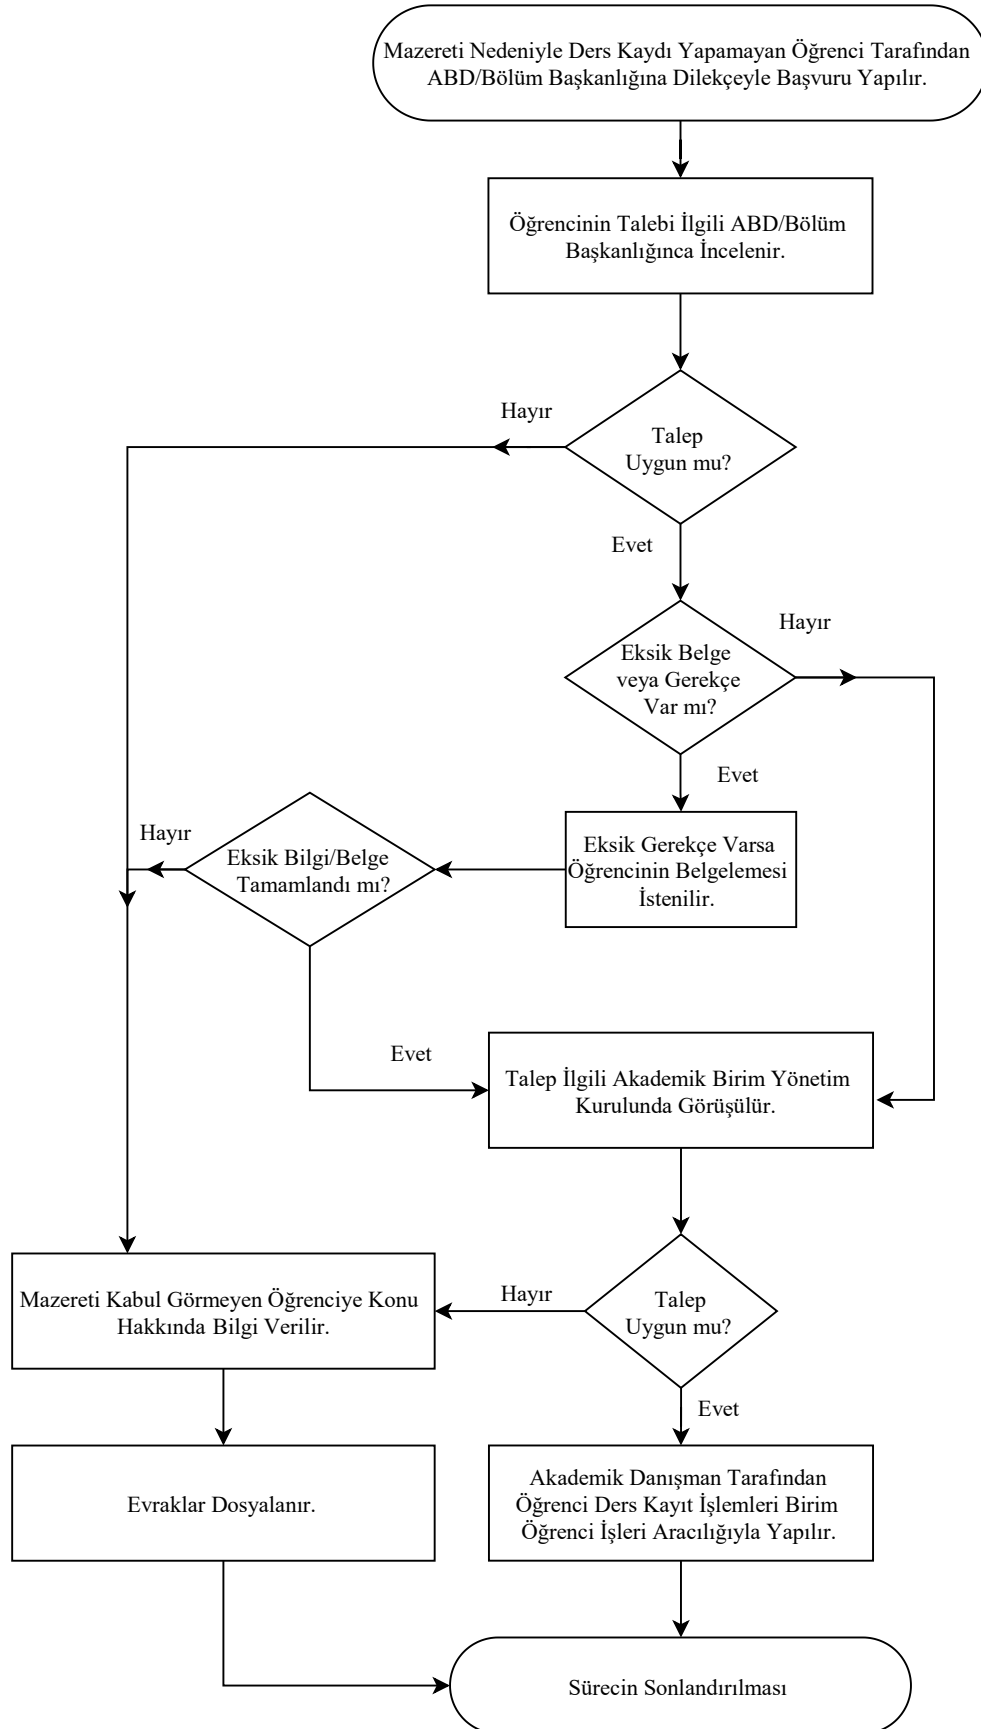 Mazereti Nedeniyle Ders Kaydı Yapamayan Öğrenci Tarafından
ABD/Bölüm Başkanlığına Dilekçeyle Başvuru Yapılır.
Öğrencinin Talebi İlgili ABD/Bölüm
Başkanlığınca İncelenir.
Hayır
Talep
Uygun mu?
Evet
Hayır
Eksik Belge
veya Gerekçe
Var mı?
Evet
Hayır
Eksik Bilgi/Belge
Tamamlandı mı?
Eksik Gerekçe Varsa
Öğrencinin Belgelemesi
İstenilir.
Evet
Talep İlgili Akademik Birim Yönetim
Kurulunda Görüşülür.
Mazereti Kabul Görmeyen Öğrenciye Konu
Hakkında Bilgi Verilir.
Hayır
Talep
Uygun mu?
Evet
Evraklar Dosyalanır.
Akademik Danışman Tarafından
Öğrenci Ders Kayıt İşlemleri Birim
Öğrenci İşleri Aracılığıyla Yapılır.
Sürecin Sonlandırılması